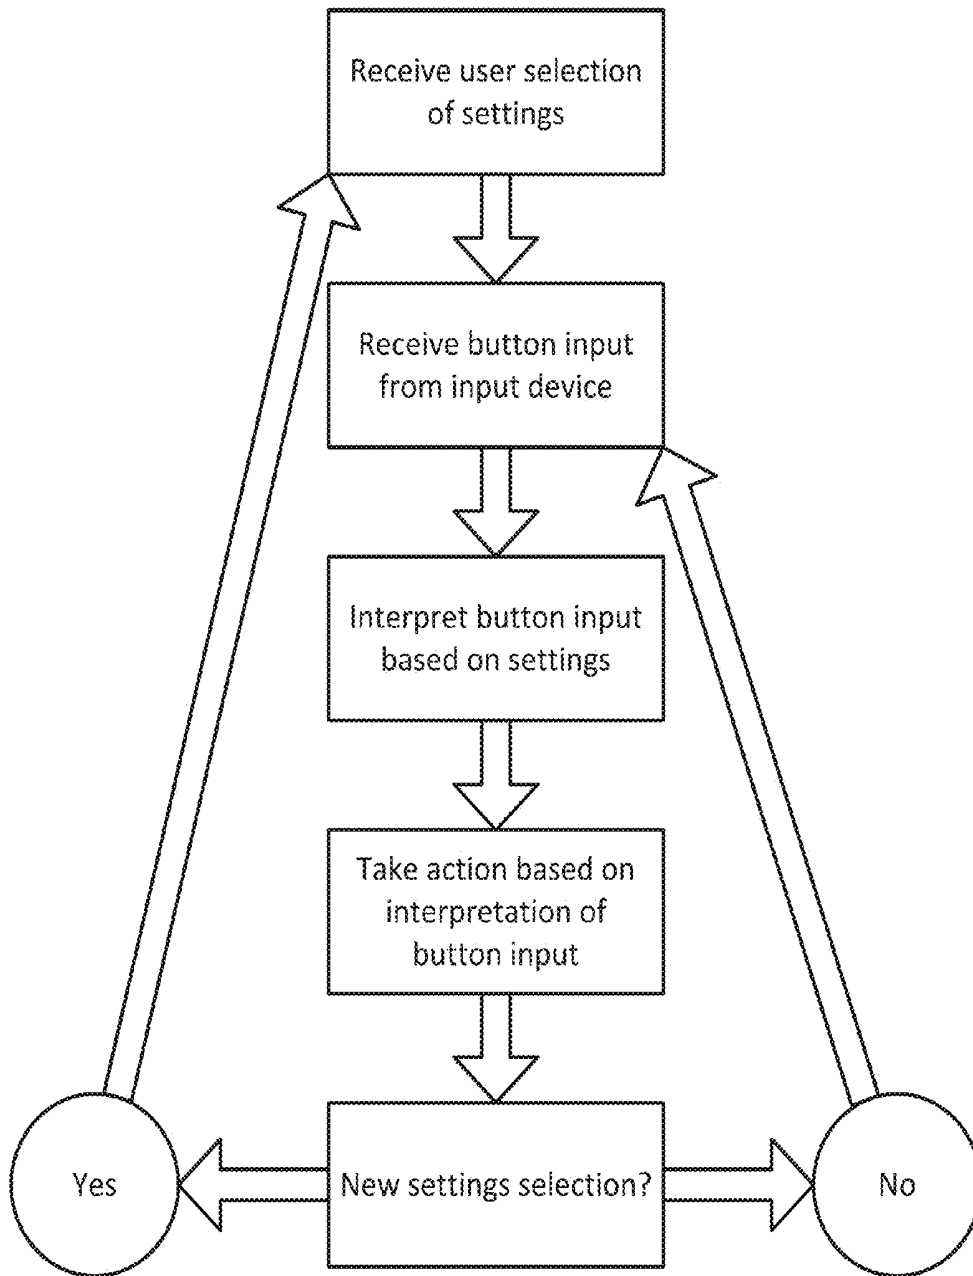 Receive user selection
of settings
Receive button input
from input device
Interpret button input
based on settings
Take action based on
interpretation of
button input
Yes
New settings selection?
No